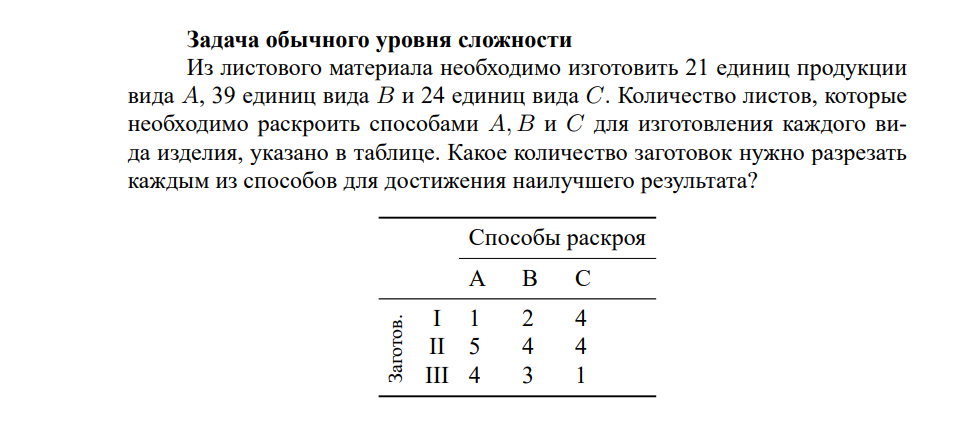 Задача обычного уровня сложности
Из листового материала необходимо изготовить 21 единиц продукции
вида A, 39 единиц вида B и 24 единиц вида C. Количество листов, которые
необходимо раскроить способами A, B и C для изготовления каждого ви-
да изделия, указано в таблице. Какое количество заготовок нужно разрезать
каждым из способов для достижения наилучшего результата?
Способы раскроя
A B C
Заготов.
I 1 2 4
II 5 4 4
III 4 3 1